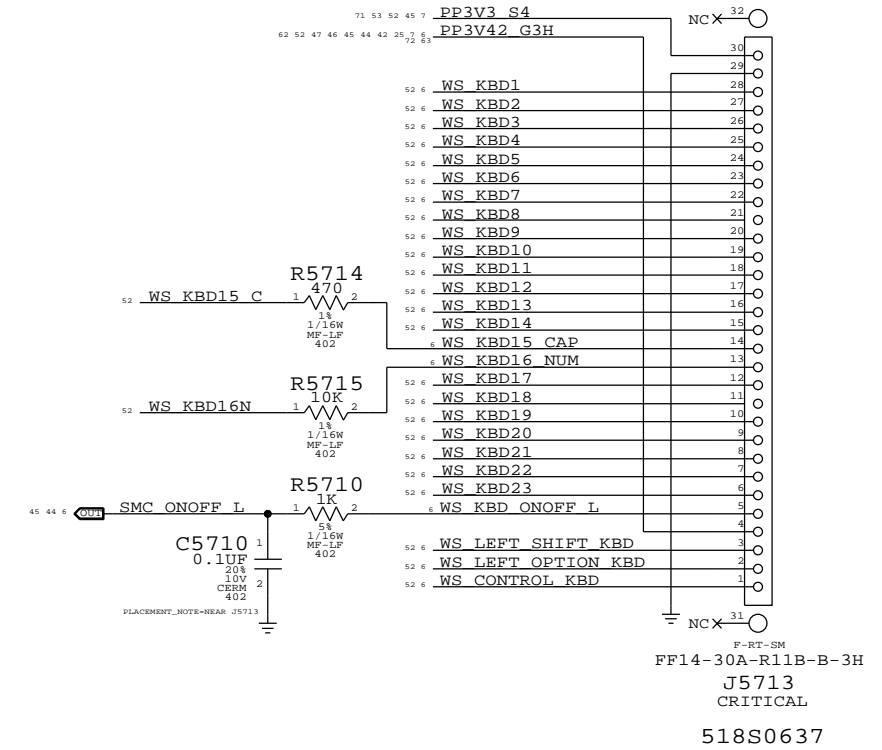 71 53 52 45 7 PP3V3_S4
62 52 47 46 45 44 42 25 7 6 PP3V42_G3H
72 63
NC 32
30
29
52 6 WS_KBD1 28
52 6 WS_KBD2 27
52 6 WS_KBD3 26
52 6 WS_KBD4 25
52 6 WS_KBD5 24
52 6 WS_KBD6 23
52 6 WS_KBD7 22
52 6 WS_KBD8 21
52 6 WS_KBD9 20
52 6 WS_KBD10 19
52 6 WS_KBD11 18
52 6 WS_KBD12 17
52 6 WS_KBD13 16
52 6 WS_KBD14 15
6 WS_KBD15_CAP 14
6 WS_KBD16_NUM 13
52 6 WS_KBD17 12
52 6 WS_KBD18 11
52 6 WS_KBD19 10
52 6 WS_KBD20 9
52 6 WS_KBD21 8
52 6 WS_KBD22 7
52 6 WS_KBD23 6
6 WS_KBD_ONOFF_L 5
4
52 6 WS_LEFT_SHIFT_KBD 3
52 6 WS_LEFT_OPTION_KBD 2
52 6 WS_CONTROL_KBD 1
NC 31
R5714
470
52 WS_KBD15_C 1 2
1%
1/16W
MF-LF
402
R5715
10K
52 WS_KBD16N 1 2
1%
1/16W
MF-LF
402
R5710
1K
45 44 6 OUT SMC_ONOFF_L 1 2
5%
1/16W
MF-LF
402
C5710 1
0.1UF
20%
10V
CERM 2
402
PLACEMENT_NOTE=NEAR J5713
F-RT-SM
FF14-30A-R11B-B-3H
J5713
CRITICAL
518S0637